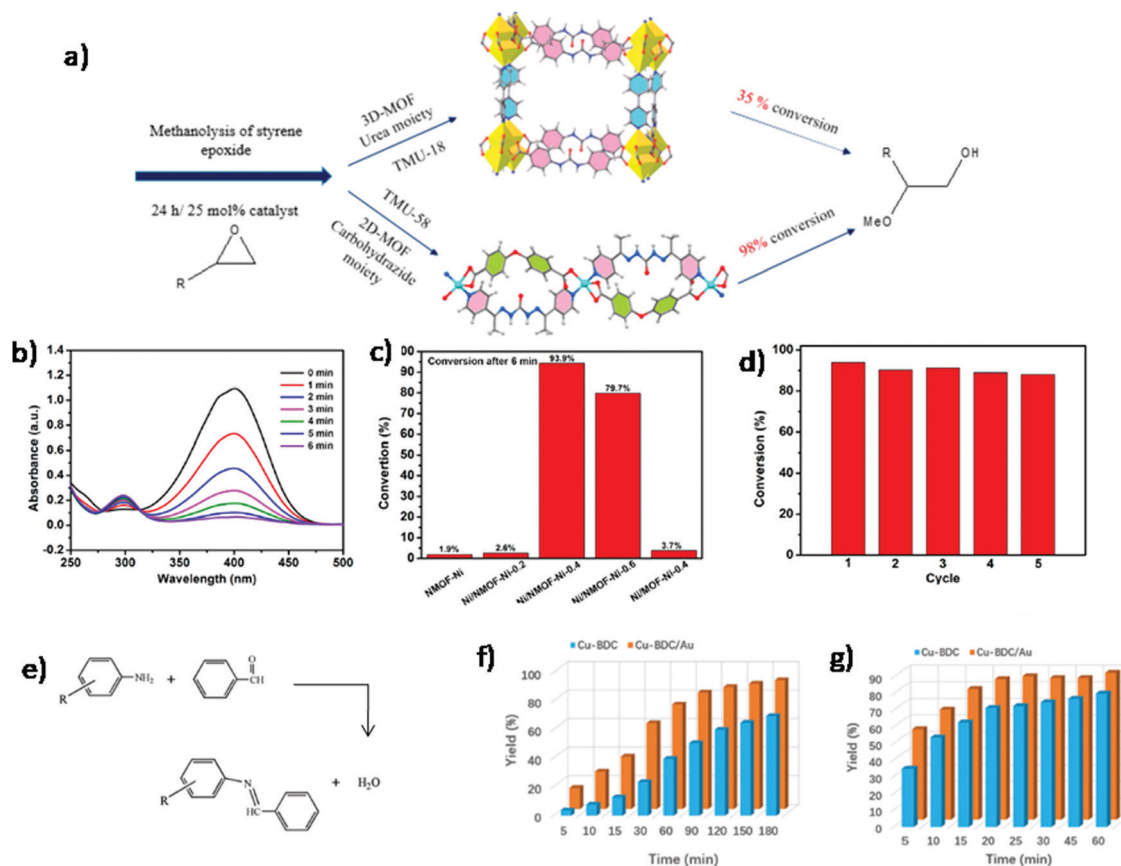 a)
Methanolysis of styrene
epoxide
24 h/ 25 mol% catalyst
O
R
3D-MOF
Urea moiety
TMU-18
TMU-58
2D-MOF
Carbohydrazide
moiety
35 % conversion
98% conversion
R
OH
MeO
b)
Absorbance (a.u.)
1.4
1.2
1.0
0.8
0.6
0.4
0.2
0.0
-0.2
250 300 350 400 450 500
Wavelength (nm)
0 min
1 min
2 min
3 min
4 min
5 min
6 min
c)
Conversion after 6 min
Convertion (%)
00
90
80
70
60
50
40
30
20
10
0
1.9%
2.6%
93.9%
79.7%
3.7%
NMOF-Ni
Ni/NMOF-Ni-0.2
Ni/NMOF-Ni-0.4
Ni/NMOF-Ni-0.6
Ni/MOF-Ni-0.4
d)
Conversion (%)
100
80
60
40
20
0
1 2 3 4 5
Cycle
e)
R
NH2
+
O
CH
R
N
HC
+ H2O
f)
Cu-BDC Cu-BDC/Au
Yield (%)
100
80
60
40
20
0
5 10 15 30 60 90 120 150 180
Time (min)
g)
Cu-BDC Cu-BDC/Au
Yield (%)
90
80
70
60
50
40
30
20
10
0
5 10 15 20 25 30 45 60
Time (min)